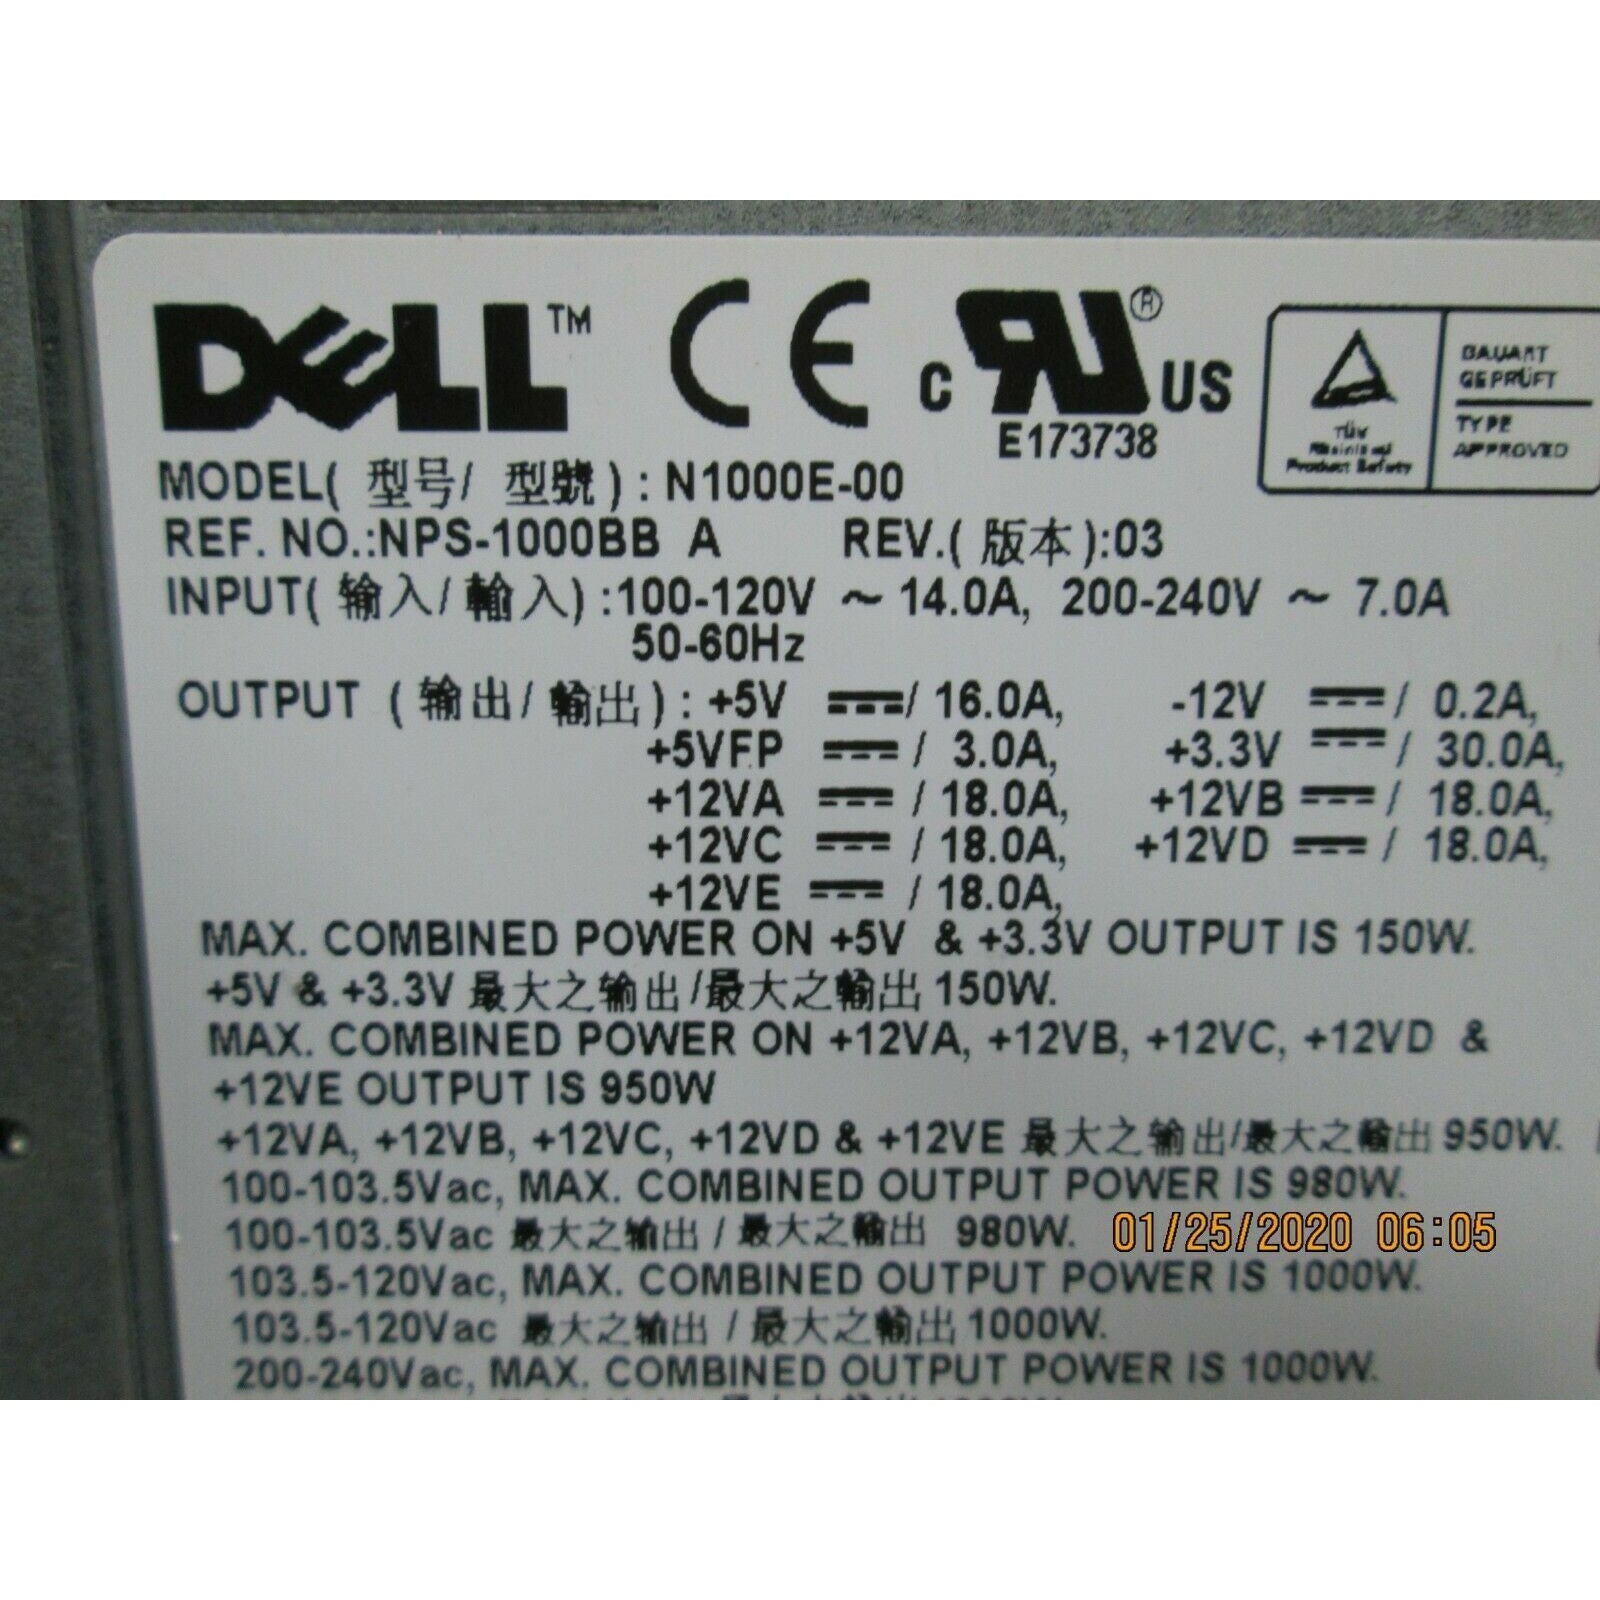 DELL™ CE c RU® US
E173738
BAUART
GEPRÜFT
TYPE
APPROVED
TÜV
Rheinland
Product Safety
MODEL( 型号/ 型號 ) : N1000E-00
REF. NO.:NPS-1000BB A REV.( 版本 ):03
INPUT( 输入/ 輸入) :100-120V ~ 14.0A, 200-240V ~ 7.0A
50-60Hz
OUTPUT ( 输出/ 輸出 ) : +5V ⎓/ 16.0A, -12V ⎓/ 0.2A,
+5VFP ⎓/ 3.0A, +3.3V ⎓/ 30.0A,
+12VA ⎓/ 18.0A, +12VB ⎓/ 18.0A,
+12VC ⎓/ 18.0A, +12VD ⎓/ 18.0A,
+12VE ⎓/ 18.0A,
MAX. COMBINED POWER ON +5V & +3.3V OUTPUT IS 150W.
+5V & +3.3V 最大之输出/最大之輸出 150W.
MAX. COMBINED POWER ON +12VA, +12VB, +12VC, +12VD &
+12VE OUTPUT IS 950W
+12VA, +12VB, +12VC, +12VD & +12VE 最大之输出/最大之輸出 950W.
100-103.5Vac, MAX. COMBINED OUTPUT POWER IS 980W.
100-103.5Vac 最大之输出 / 最大之輸出 980W.
103.5-120Vac, MAX. COMBINED OUTPUT POWER IS 1000W.
103.5-120Vac 最大之输出 / 最大之輸出 1000W.
200-240Vac, MAX. COMBINED OUTPUT POWER IS 1000W.
01/25/2020 06:05